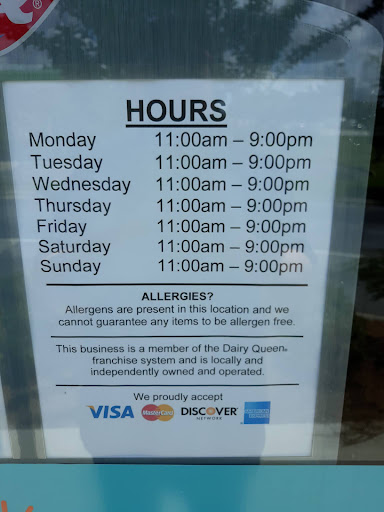 ®
HOURS
Monday 11:00am – 9:00pm
Tuesday 11:00am – 9:00pm
Wednesday 11:00am – 9:00pm
Thursday 11:00am – 9:00pm
Friday 11:00am – 9:00pm
Saturday 11:00am – 9:00pm
Sunday 11:00am – 9:00pm
ALLERGIES?
Allergens are present in this location and we
cannot guarantee any items to be allergen free.
This business is a member of the Dairy Queen®
franchise system and is locally and
independently owned and operated.
We proudly accept
VISA MasterCard DISCOVER AMERICAN EXPRESS
NETWORK